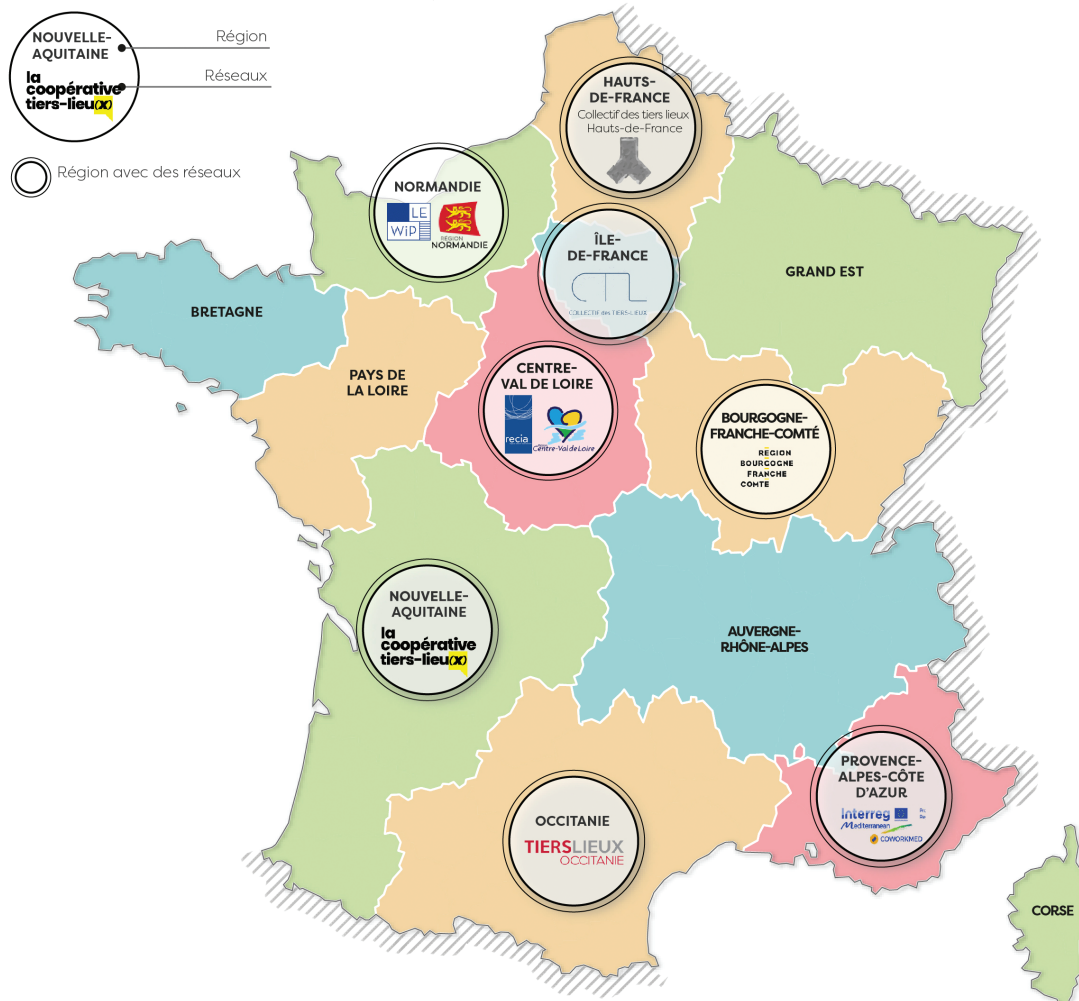 NOUVELLE-
AQUITAINE
la
coopérative
tiers-lieu(x)
Région
Réseaux
Région avec des réseaux
HAUTS-
DE-FRANCE
Collectif des tiers lieux
Hauts-de-France
NORMANDIE
LE
WiP
RÉGION
NORMANDIE
ÎLE-
DE-FRANCE
CTL
COLLECTIF des TIERS-LIEUX
GRAND EST
BRETAGNE
PAYS DE
LA LOIRE
CENTRE-
VAL DE LOIRE
recia
Centre-Val de Loire
BOURGOGNE-
FRANCHE-COMTÉ
REGION
BOURGOGNE
FRANCHE
COMTE
NOUVELLE-
AQUITAINE
la
coopérative
tiers-lieu(x)
AUVERGNE-
RHÔNE-ALPES
PROVENCE-
ALPES-CÔTE
D'AZUR
Interreg
Mediterranean
COWORKMED
OCCITANIE
TIERSLIEUX
OCCITANIE
CORSE